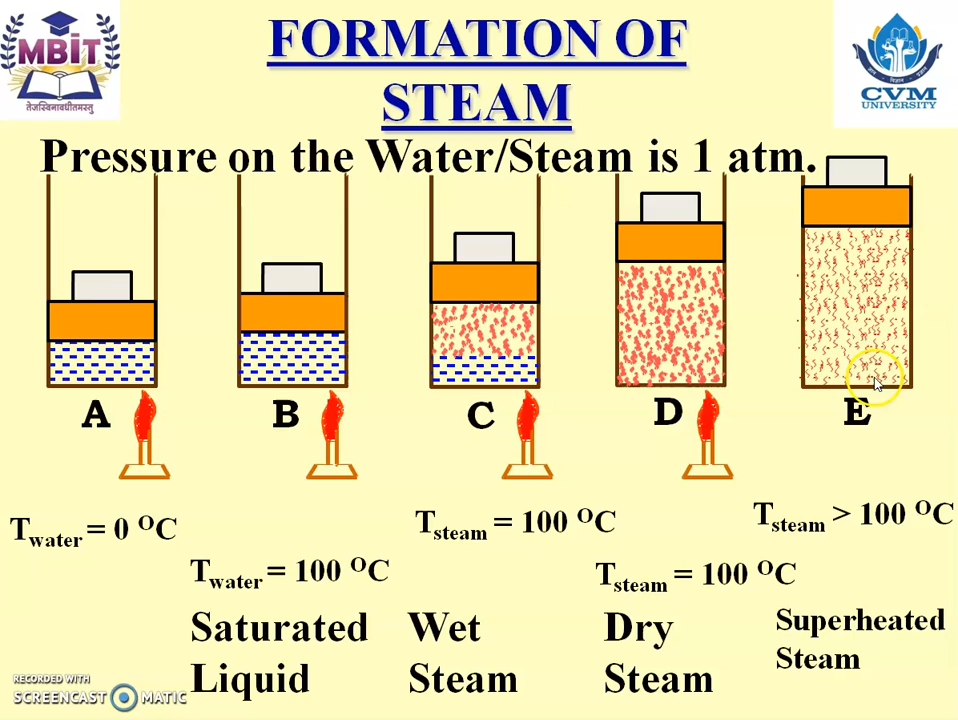 MBiT
तेजस्विनावधीतमस्तु
FORMATION OF
STEAM
CVM
UNIVERSITY
Pressure on the Water/Steam is 1 atm.
A
B
C
D
E
Twater = 0 OC
Twater = 100 OC
Tsteam = 100 OC
Tsteam = 100 OC
Tsteam > 100 OC
Saturated
Liquid
Wet
Steam
Dry
Steam
Superheated
Steam
RECORDED WITH
SCREENCAST MATIC